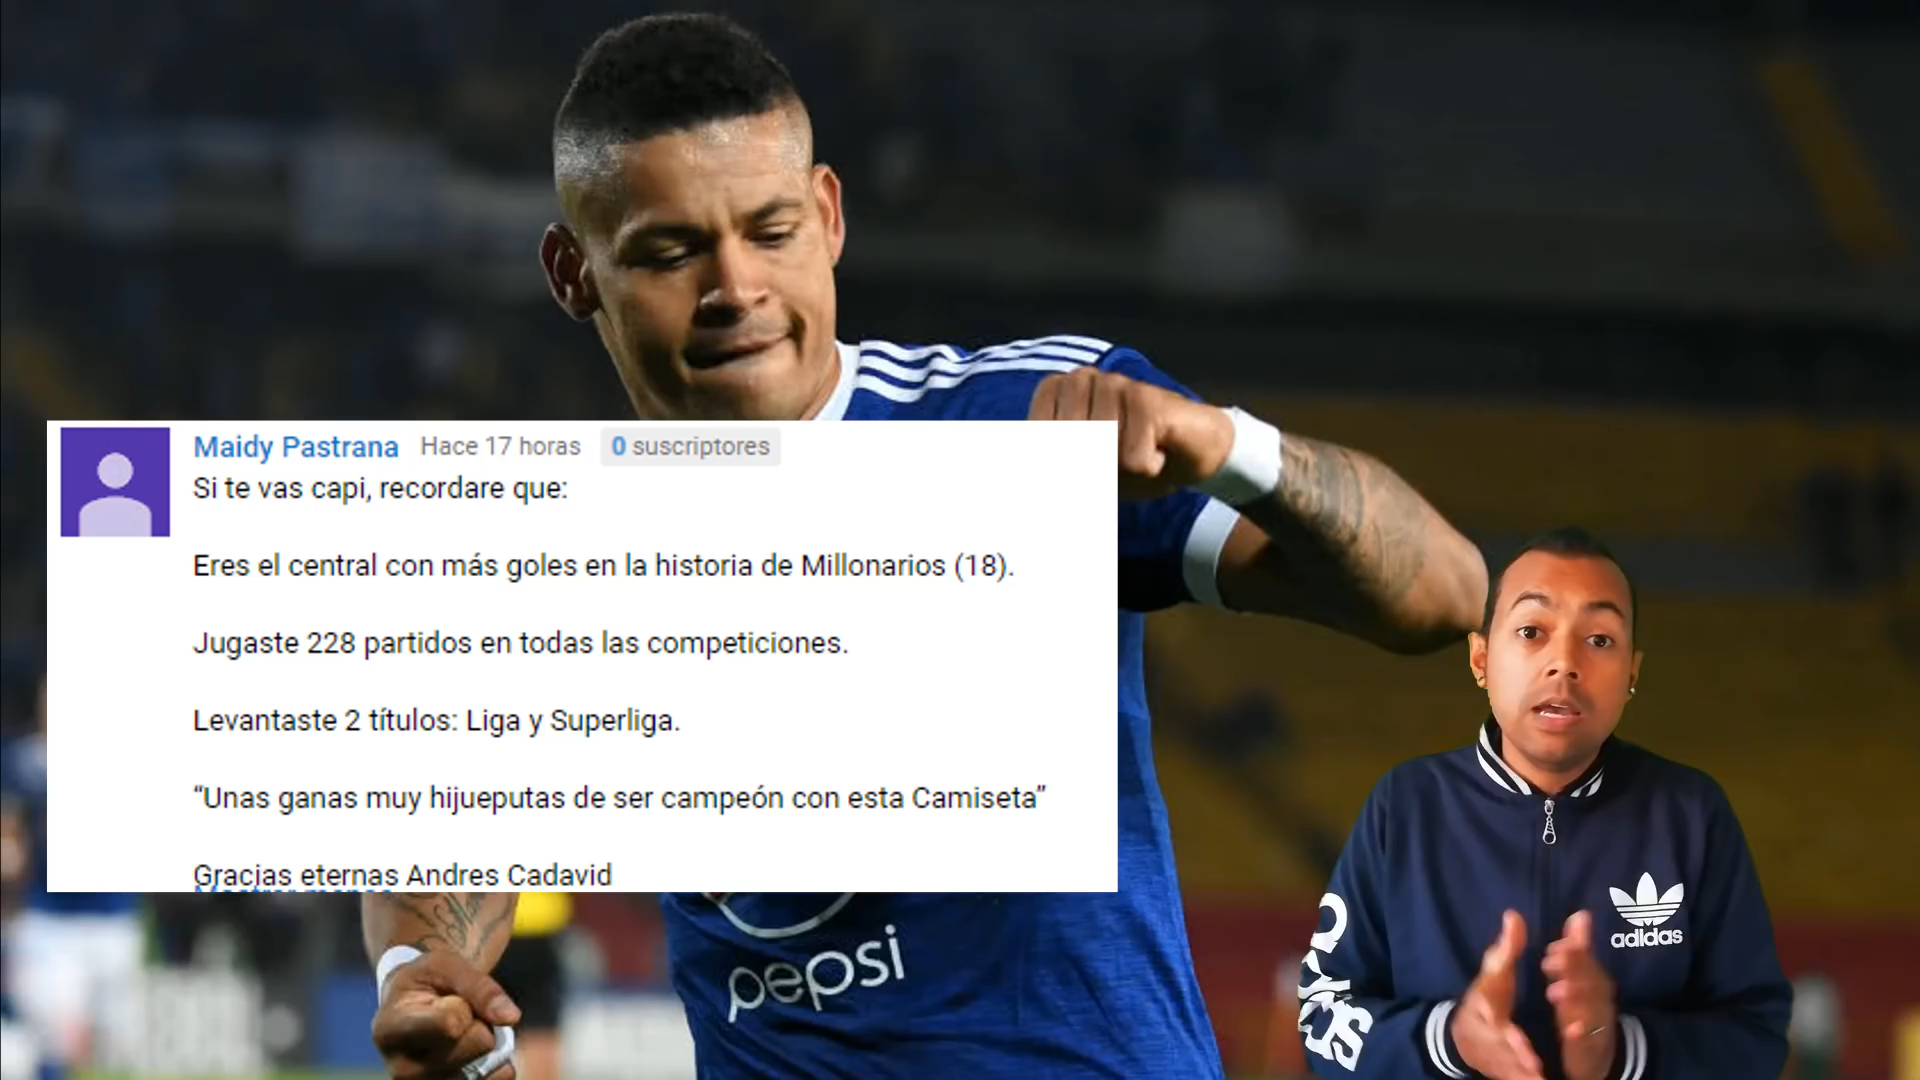 Maidy Pastrana Hace 17 horas 0 suscriptores
Si te vas capi, recordare que:
Eres el central con más goles en la historia de Millonarios (18).
Jugaste 228 partidos en todas las competiciones.
Levantaste 2 títulos: Liga y Superliga.
“Unas ganas muy hijueputas de ser campeón con esta Camiseta”
Gracias eternas Andres Cadavid
Mostrar menos
pepsi
adidas